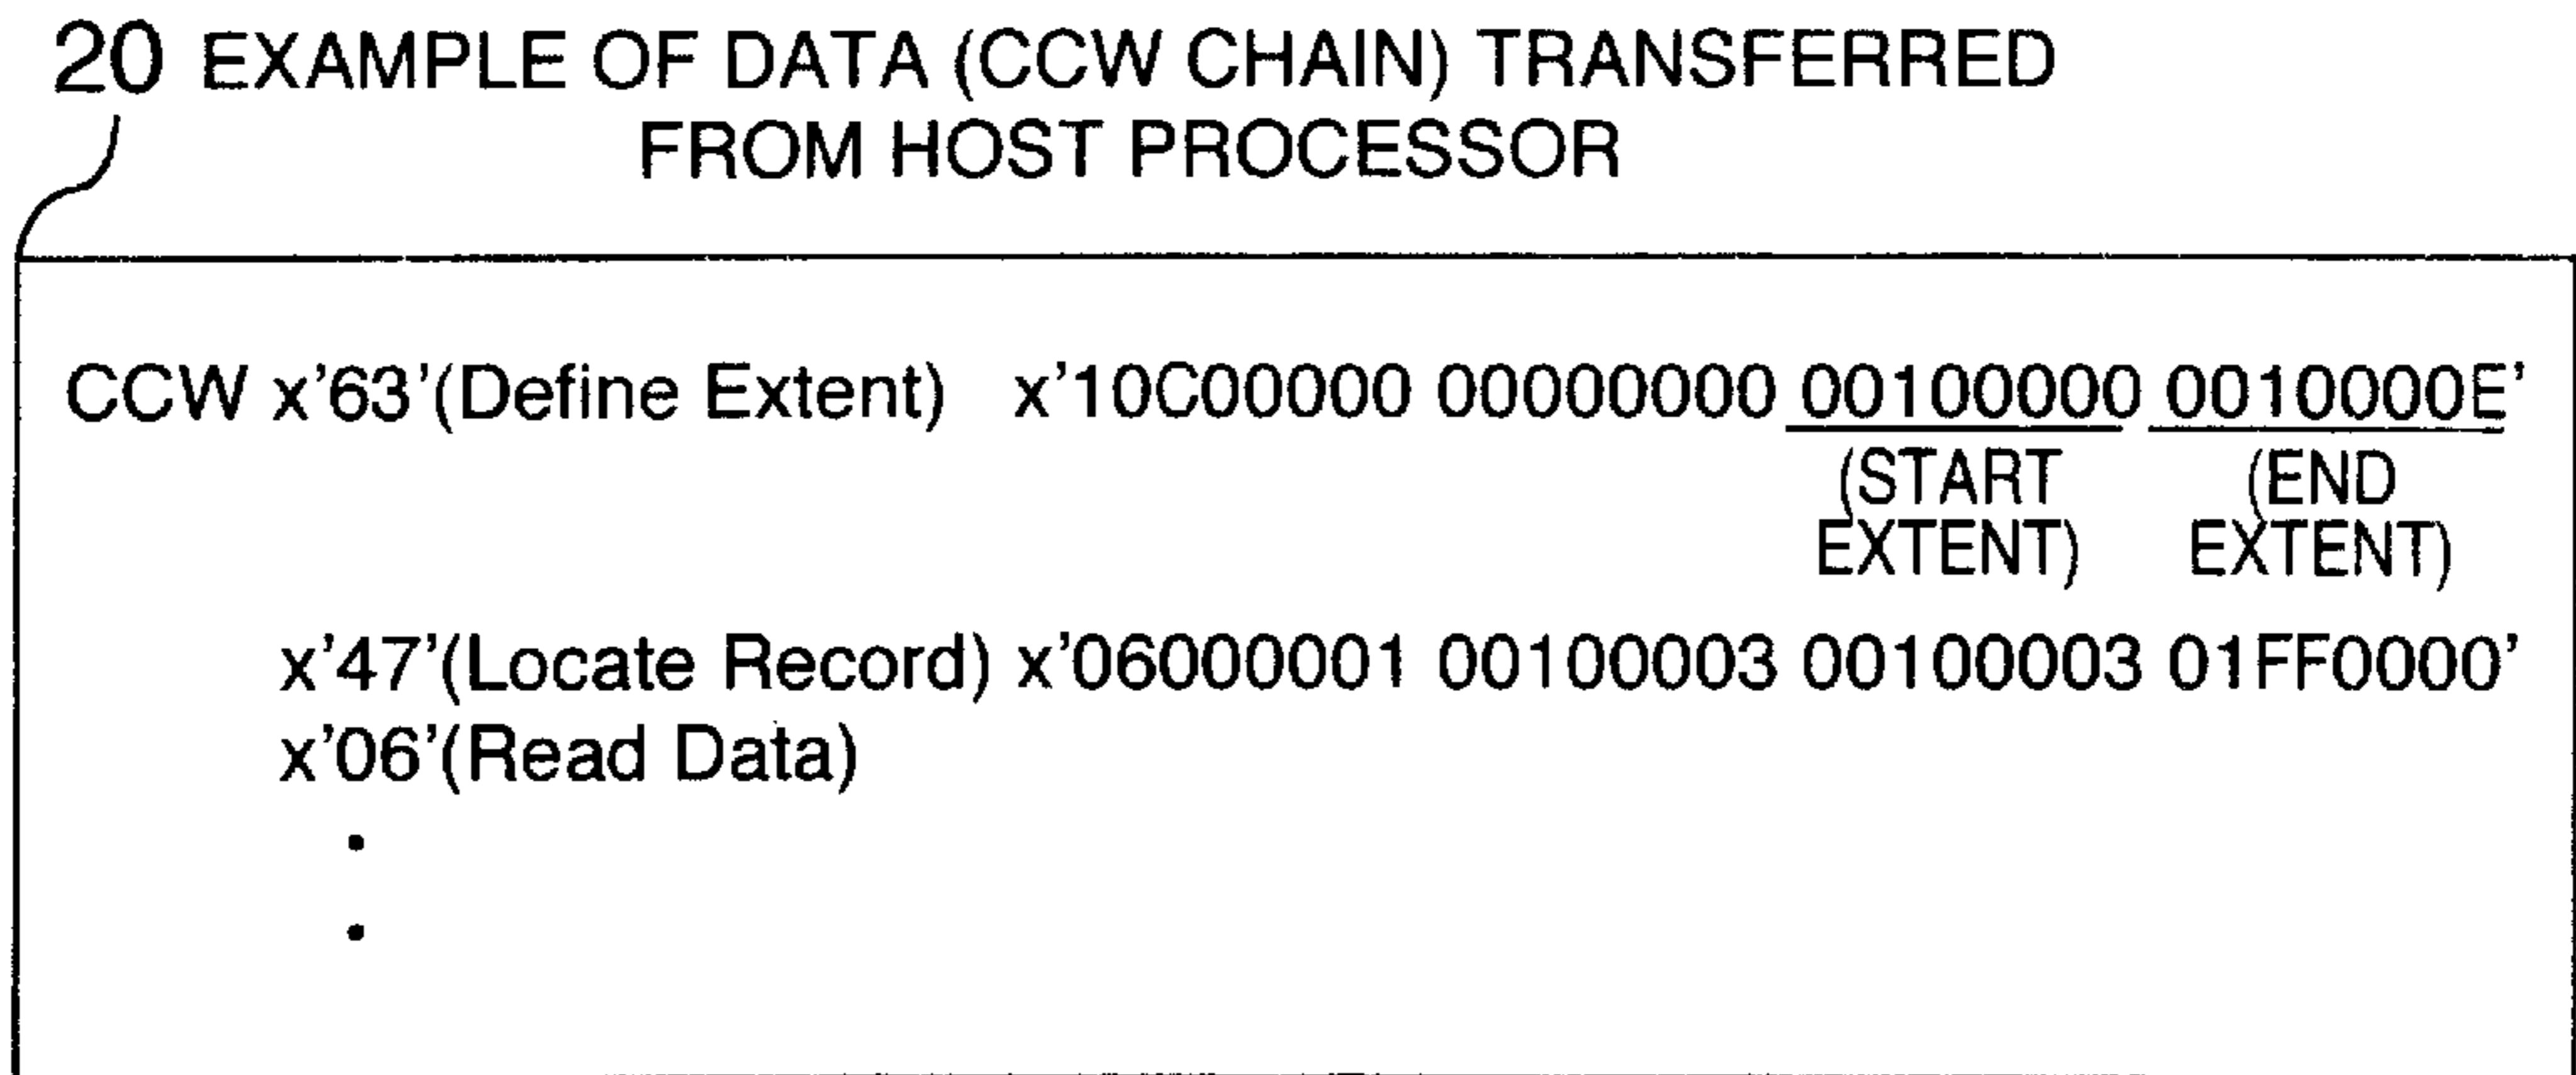 20 EXAMPLE OF DATA (CCW CHAIN) TRANSFERRED
FROM HOST PROCESSOR
CCW x'63'(Define Extent) x'10C00000 00000000 00100000 0010000E'
(START (END
EXTENT) EXTENT)
x'47'(Locate Record) x'06000001 00100003 00100003 01FF0000'
x'06'(Read Data)
.
.